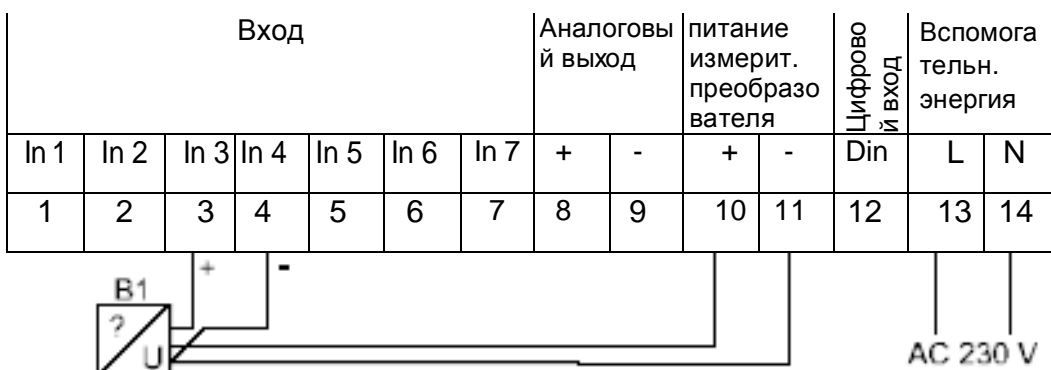 Вход
Аналоговы
й выход
питание
измерит.
преобразо
вателя
Цифрово
й вход
Вспомога
тельн.
энергия
In 1 In 2 In 3 In 4 In 5 In 6 In 7 + - + - Din L N
1 2 3 4 5 6 7 8 9 10 11 12 13 14
+ -
B1
?
U
AC 230 V